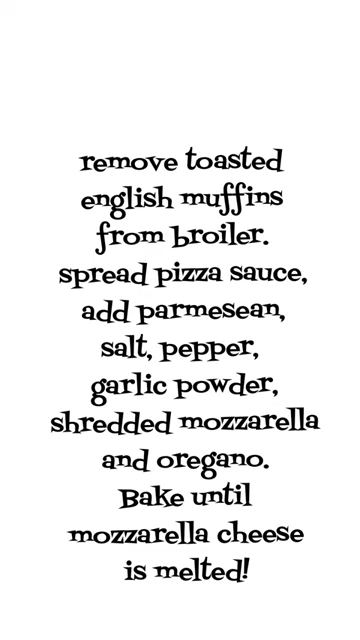 remove toasted
english muffins
from broiler.
spread pizza sauce,
add parmesean,
salt, pepper,
garlic powder,
shredded mozzarella
and oregano.
Bake until
mozzarella cheese
is melted!